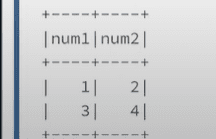 +----+----+
|num1|num2|
+----+----+
|   1|   2|
|   3|   4|
+----+----+